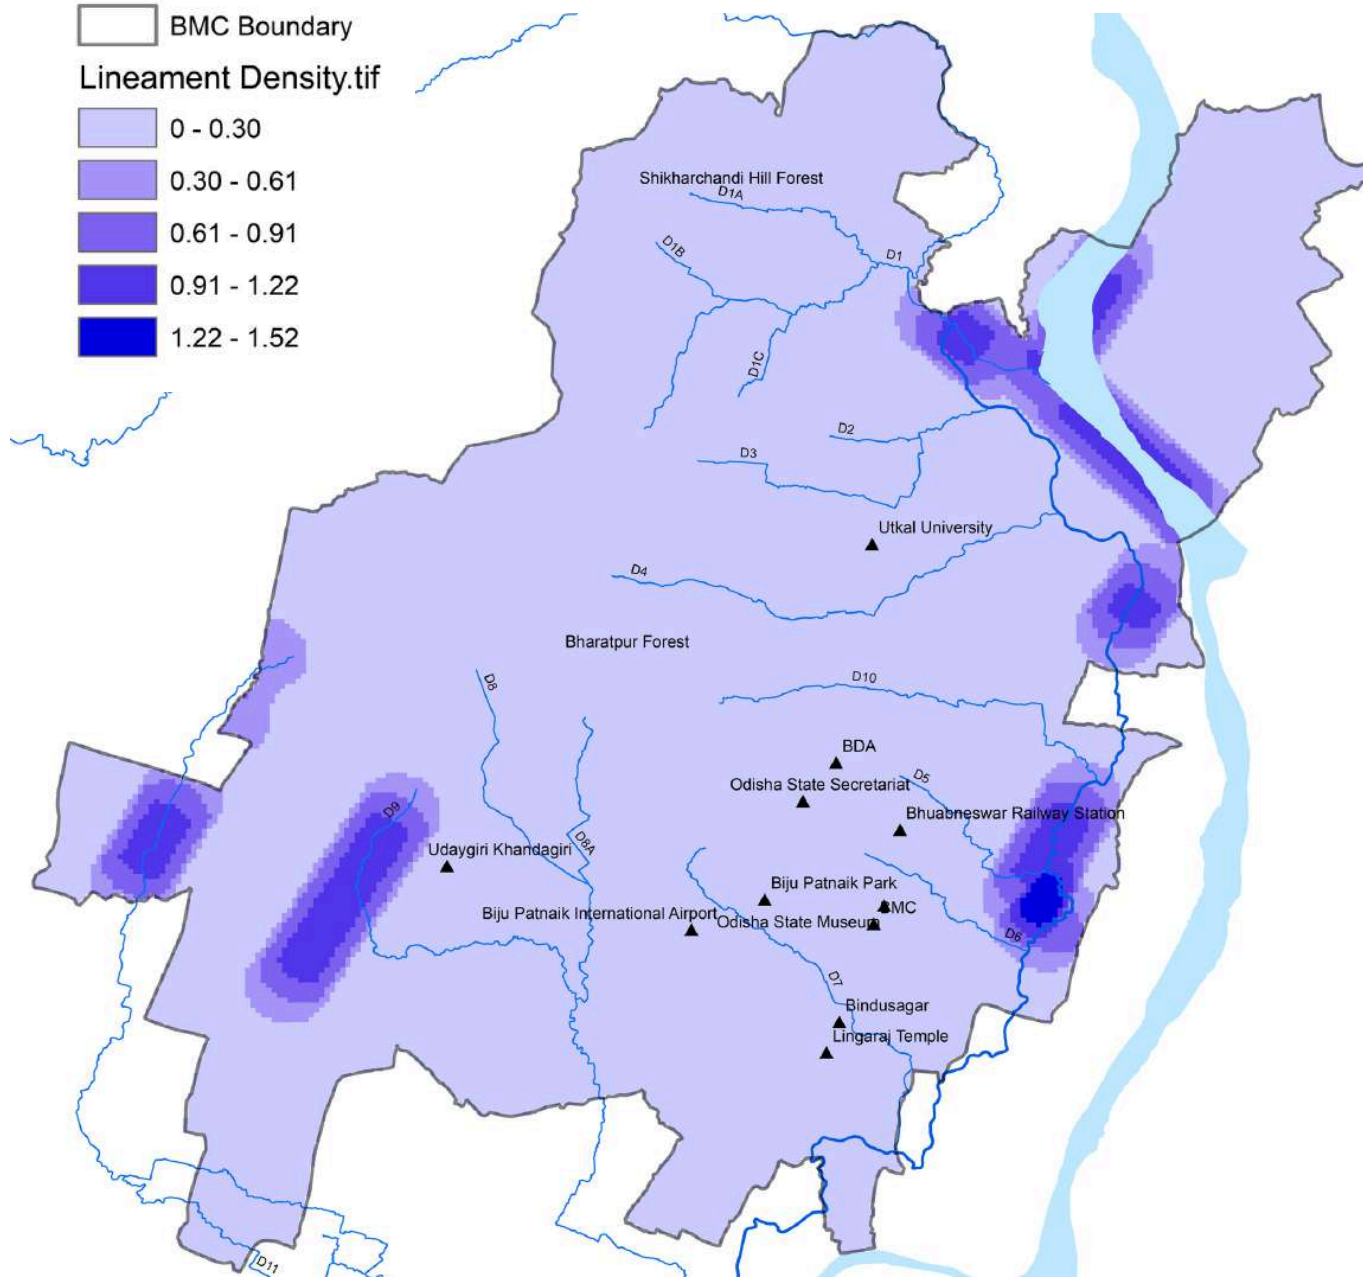 BMC Boundary
Lineament Density.tif
0 - 0.30
0.30 - 0.61
0.61 - 0.91
0.91 - 1.22
1.22 - 1.52
Shikharchandi Hill Forest
D1A
D1B
D1
D1C
D2
D3
Utkal University
D4
Bharatpur Forest
D8
D10
BDA
D5
Odisha State Secretariat
Bhuabneswar Railway Station
D9
D8A
Udaygiri Khandagiri
Biju Patnaik Park
BMC
Biju Patnaik International Airport
Odisha State Museum
D6
D7
Bindusagar
Lingaraj Temple
D11